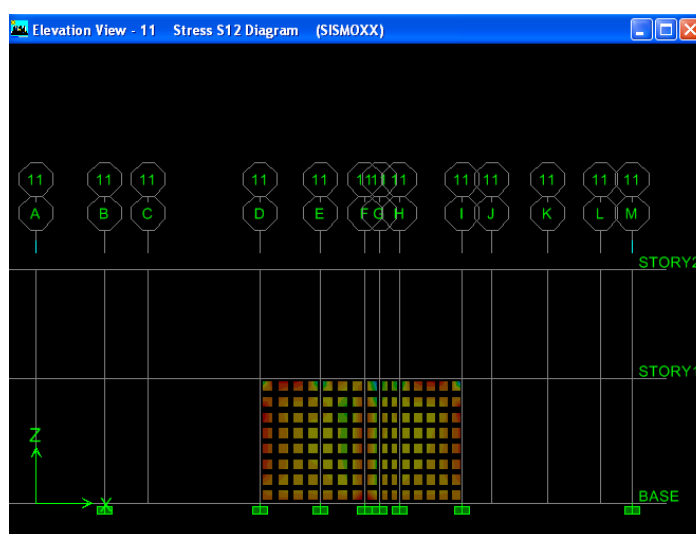 Elevation View - 11 Stress S12 Diagram (SISMOXX)
11 11 11 11 11 11 11 11 11 11 11 11
A B C D E F G H I J K L M
STORY2
STORY1
Z
X
BASE